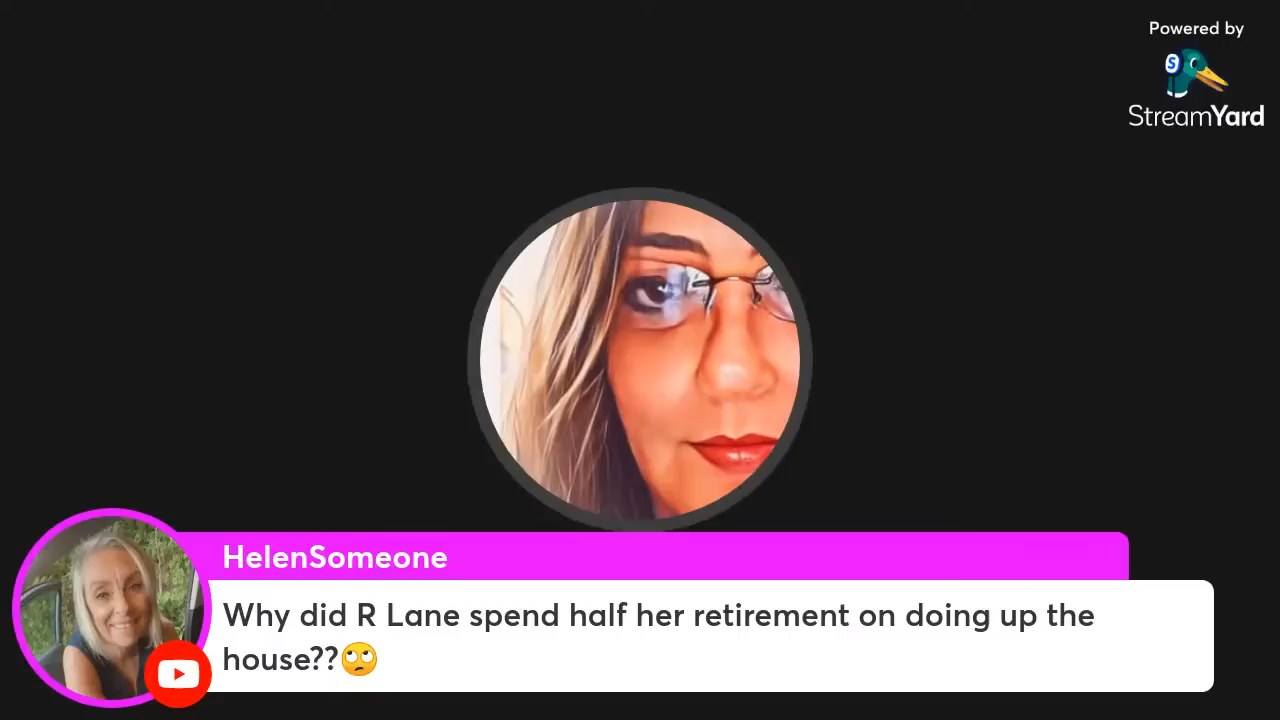 Powered by
StreamYard
HelenSomeone
Why did R Lane spend half her retirement on doing up the
house??🙄